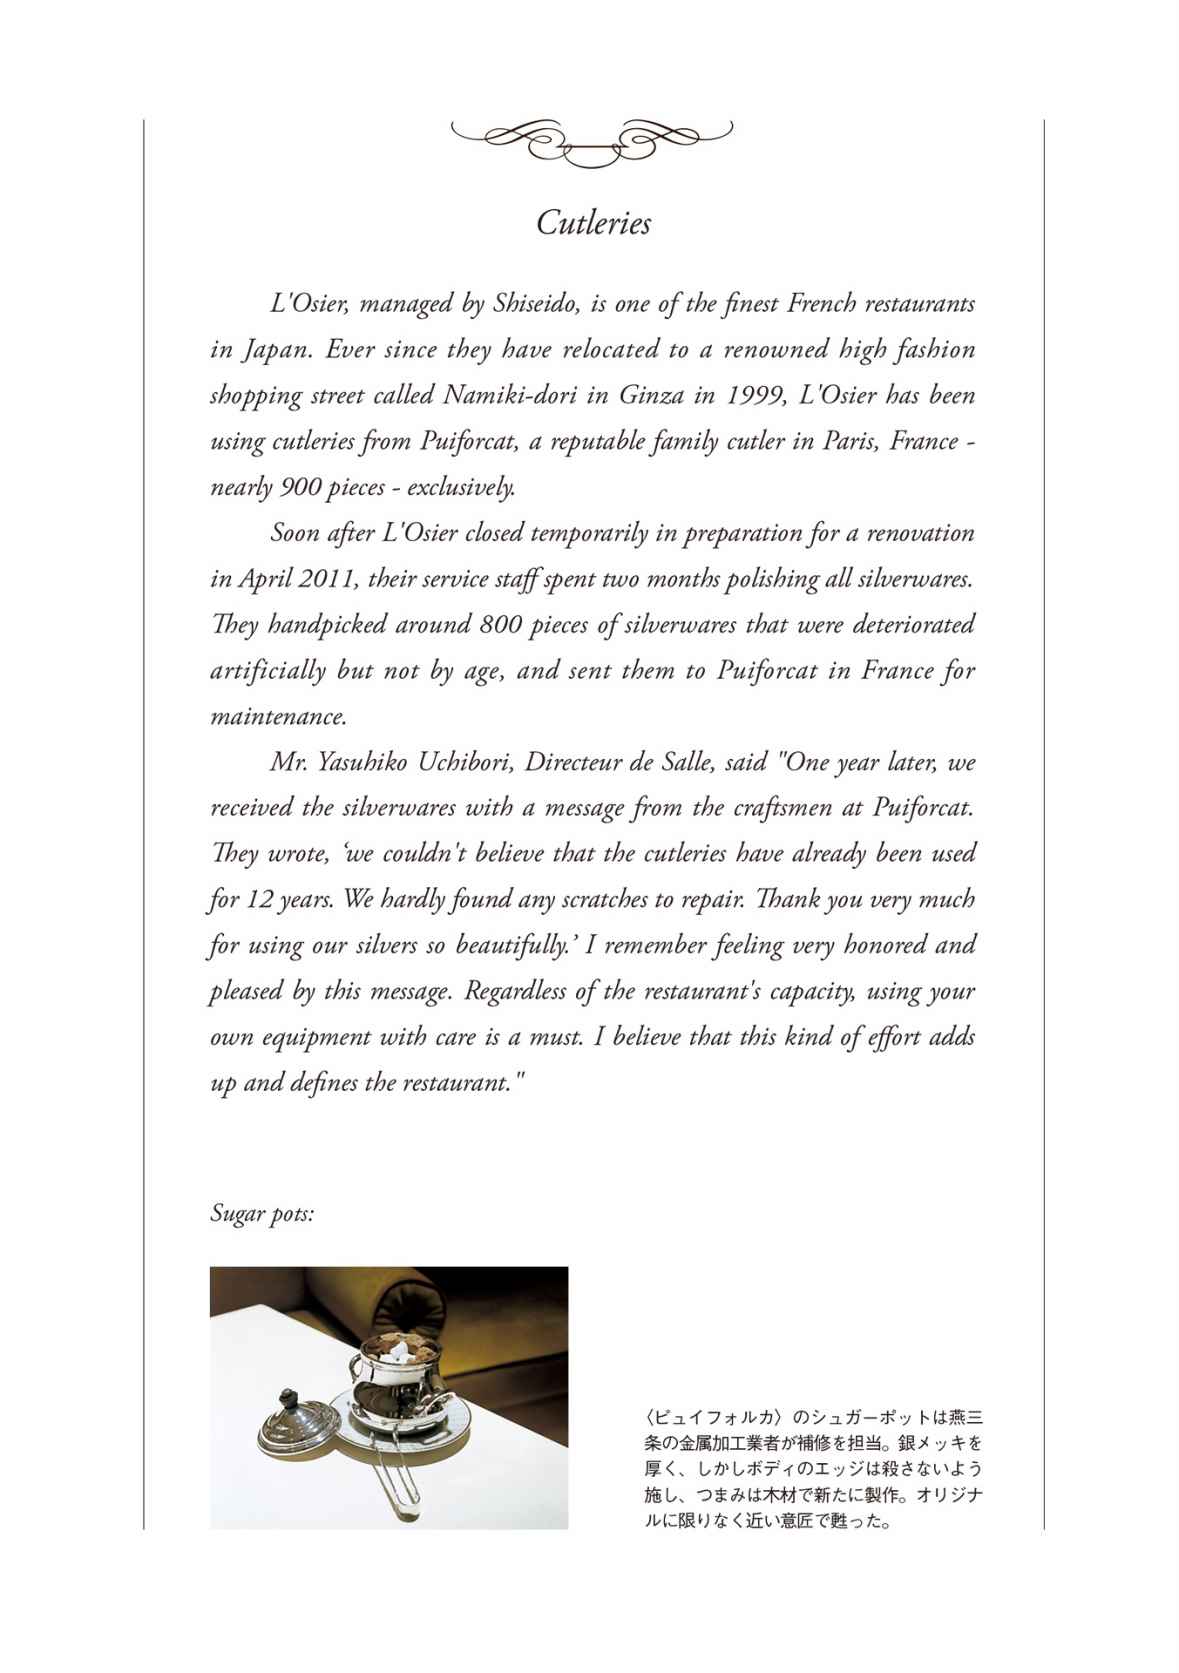 Cutleries
L'Osier, managed by Shiseido, is one of the finest French restaurants
in Japan. Ever since they have relocated to a renowned high fashion
shopping street called Namiki-dori in Ginza in 1999, L'Osier has been
using cutleries from Puiforcat, a reputable family cutler in Paris, France -
nearly 900 pieces - exclusively.
Soon after L'Osier closed temporarily in preparation for a renovation
in April 2011, their service staff spent two months polishing all silverwares.
They handpicked around 800 pieces of silverwares that were deteriorated
artificially but not by age, and sent them to Puiforcat in France for
maintenance.
Mr. Yasuhiko Uchibori, Directeur de Salle, said "One year later, we
received the silverwares with a message from the craftsmen at Puiforcat.
They wrote, ‘we couldn't believe that the cutleries have already been used
for 12 years. We hardly found any scratches to repair. Thank you very much
for using our silvers so beautifully.’ I remember feeling very honored and
pleased by this message. Regardless of the restaurant's capacity, using your
own equipment with care is a must. I believe that this kind of effort adds
up and defines the restaurant."
Sugar pots:
〈ピュイフォルカ〉のシュガーポットは燕三
条の金属加工業者が補修を担当。銀メッキを
厚く、しかしボディのエッジは殺さないよう
施し、つまみは木材で新たに製作。オリジナ
ルに限りなく近い意匠で甦った。